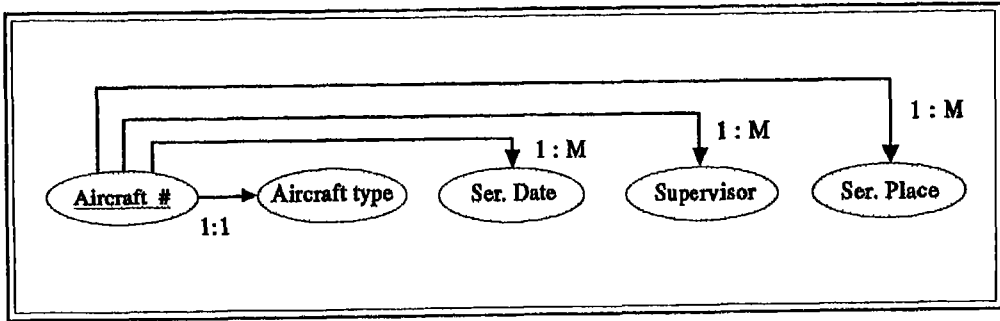 1 : M
1 : M
1 : M
Aircraft #
Aircraft type
Ser. Date
Supervisor
Ser. Place
1:1